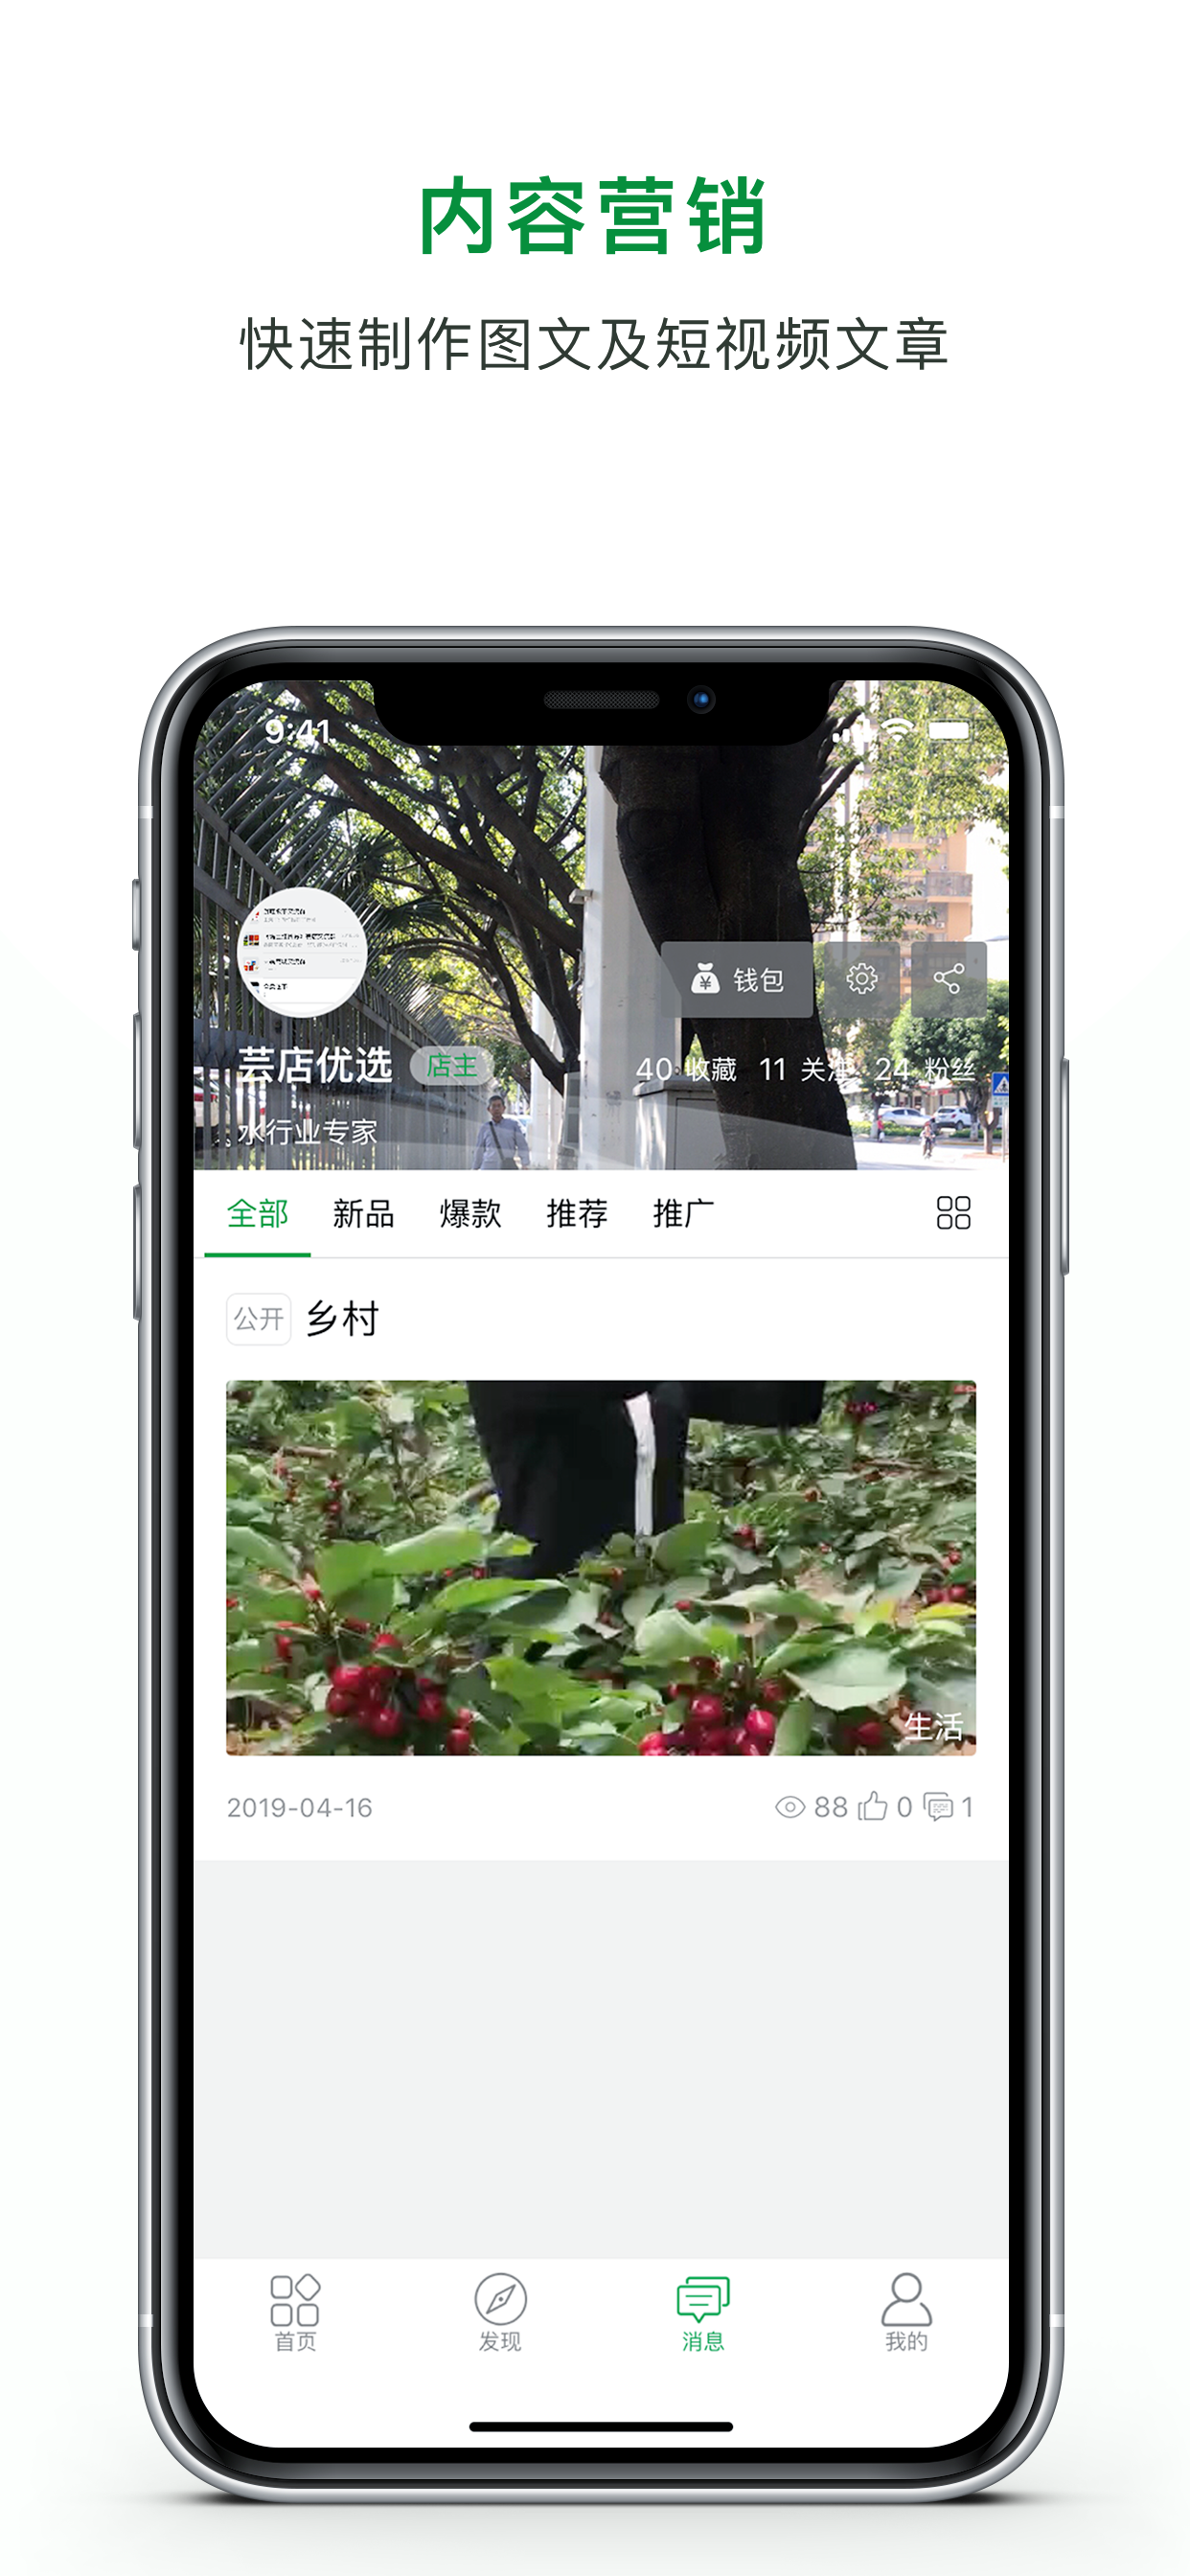 内容营销
快速制作图文及短视频文章
9:41
钱包
芸店优选 店主 40 收藏 11 关注 24 粉丝
水行业专家
全部 新品 爆款 推荐 推广
公开 乡村
生活
2019-04-16 88 0 1
首页 发现 消息 我的